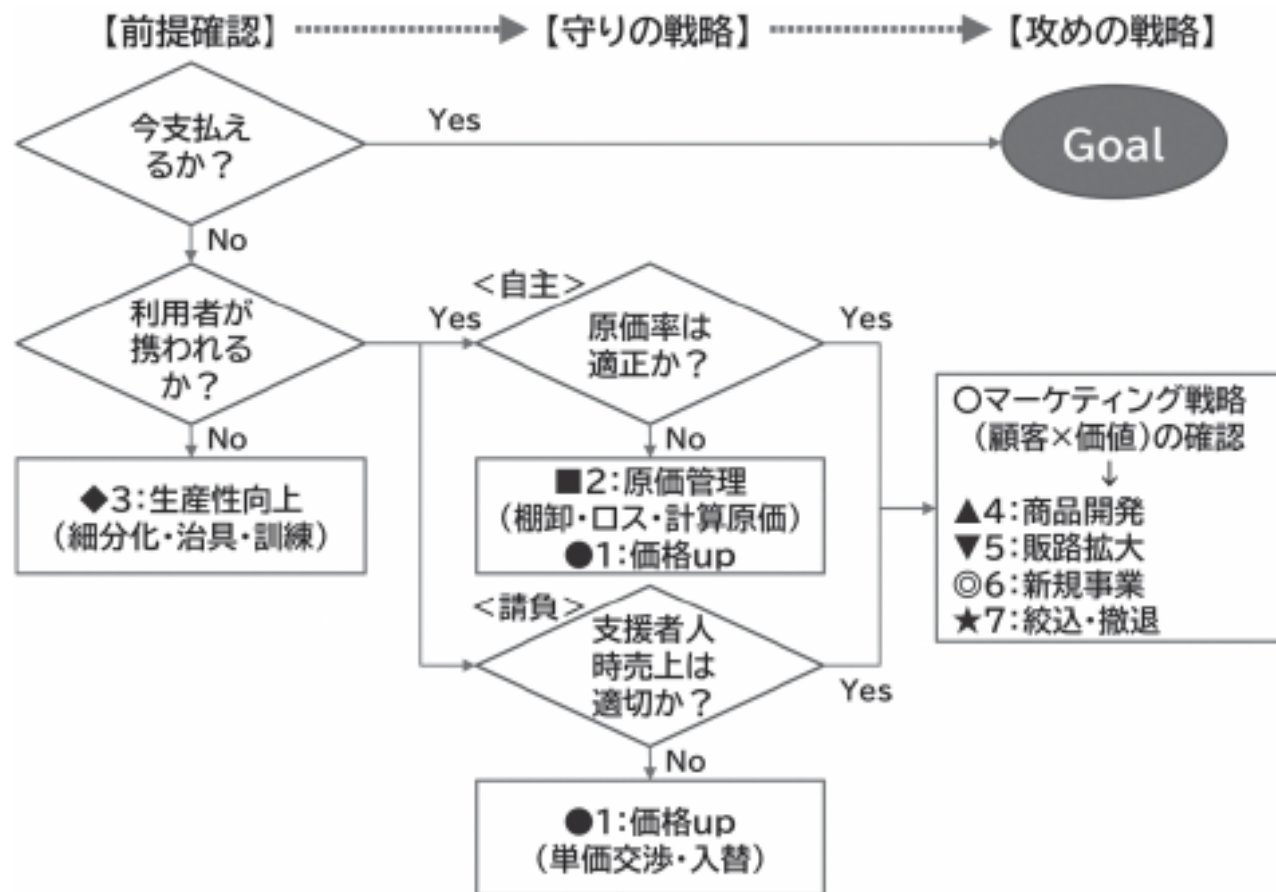 【前提確認】
【守りの戦略】
【攻めの戦略】
今支払え
るか？
Yes
Goal
No
利用者が
携われる
か？
Yes
＜自主＞
原価率は
適正か？
Yes
No
◆3：生産性向上
（細分化・治具・訓練）
No
■2：原価管理
（棚卸・ロス・計算原価）
●1：価格up
＜請負＞
支援者人
時売上は
適切か？
Yes
No
●1：価格up
（単価交渉・入替）
〇マーケティング戦略
（顧客×価値）の確認
↓
▲4：商品開発
▼5：販路拡大
◎6：新規事業
★7：絞込・撤退